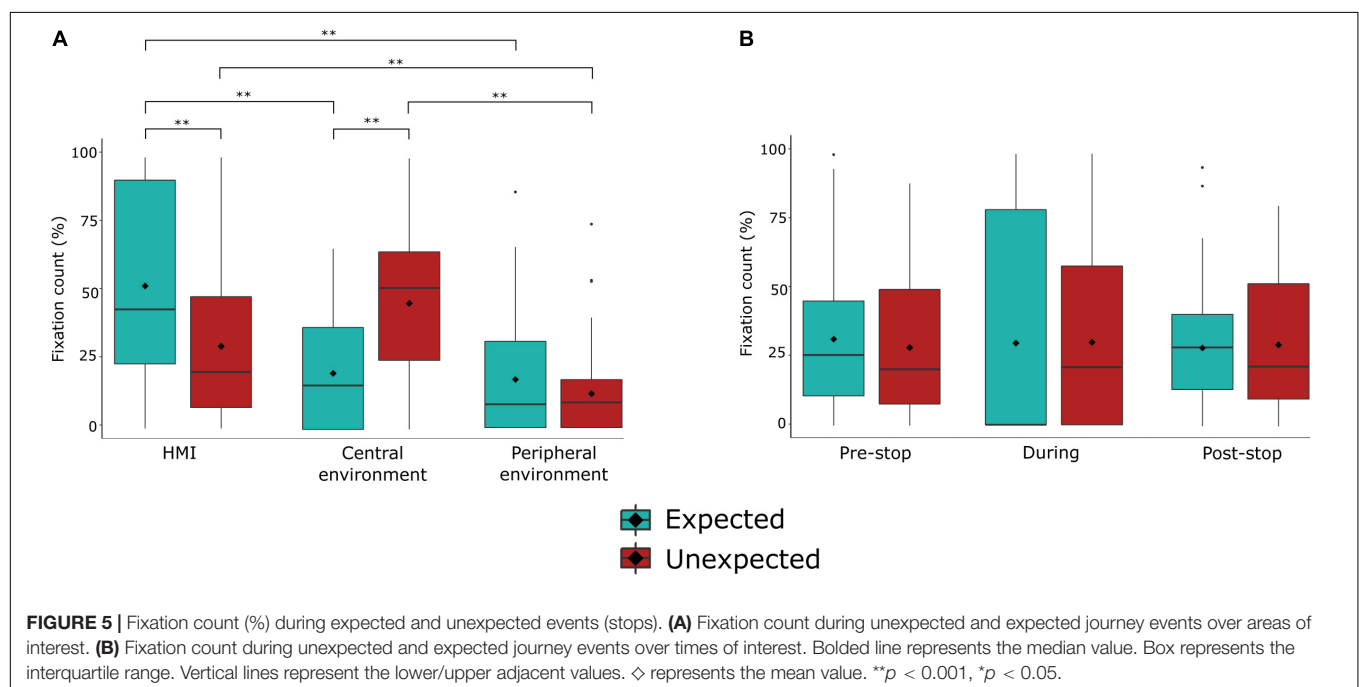 A
B
**
**
**
**
**
**
100
75
50
25
0
Fixation count (%)
HMI
Central
environment
Peripheral
environment
100
75
50
25
0
Fixation count (%)
Pre-stop
During
Post-stop
Expected
Unexpected
FIGURE 5 | Fixation count (%) during expected and unexpected events (stops). (A) Fixation count during unexpected and expected journey events over areas of
interest. (B) Fixation count during unexpected and expected journey events over times of interest. Bolded line represents the median value. Box represents the
interquartile range. Vertical lines represent the lower/upper adjacent values. ◇ represents the mean value. **p < 0.001, *p < 0.05.